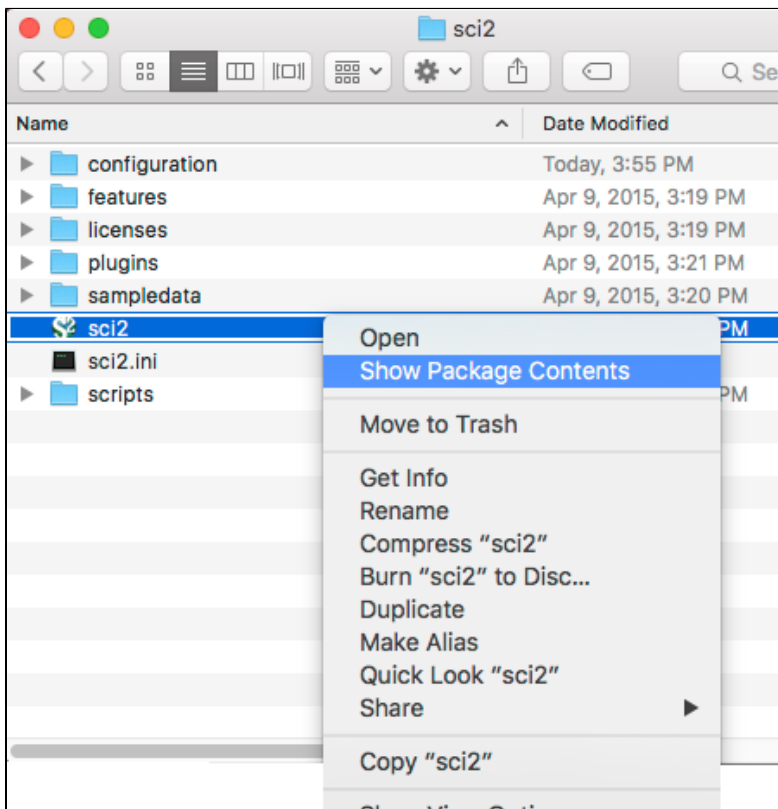 sci2
Se
Name Date Modified
configuration Today, 3:55 PM
features Apr 9, 2015, 3:19 PM
licenses Apr 9, 2015, 3:19 PM
plugins Apr 9, 2015, 3:21 PM
sampledata Apr 9, 2015, 3:20 PM
sci2 PM
sci2.ini
scripts PM
Open
Show Package Contents
Move to Trash
Get Info
Rename
Compress “sci2”
Burn “sci2” to Disc...
Duplicate
Make Alias
Quick Look “sci2”
Share
Copy “sci2”